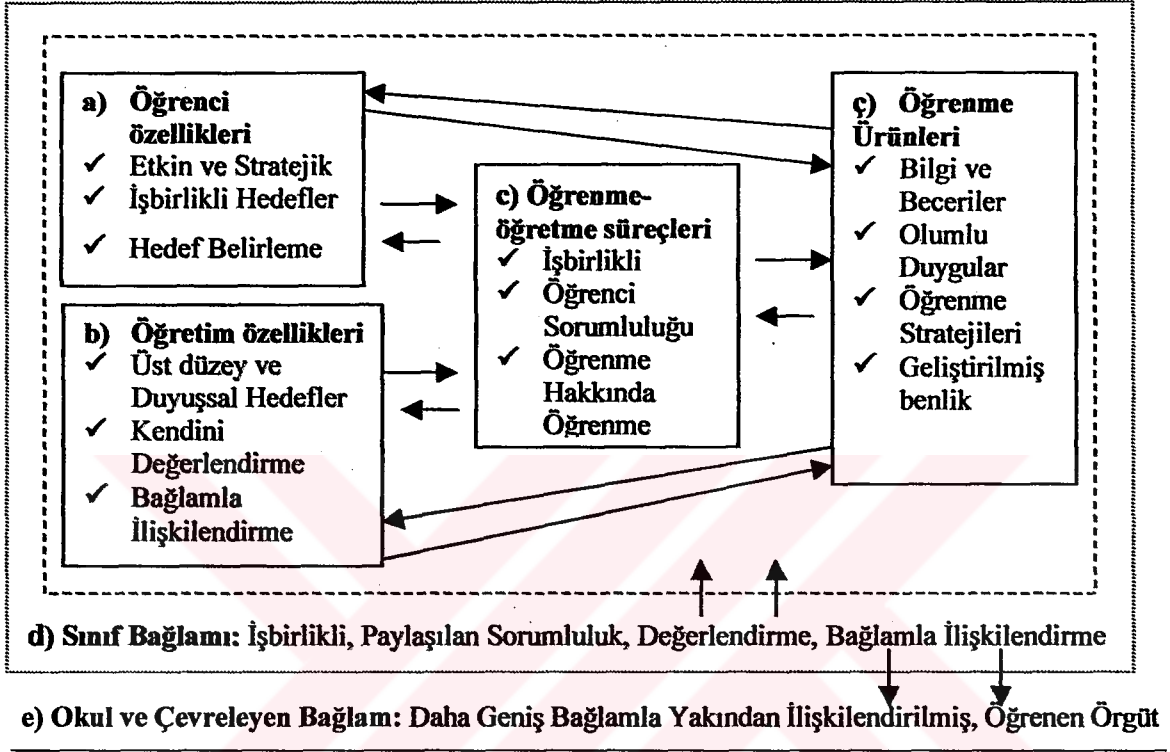 a) Öğrenci
özellikleri
✓ Etkin ve Stratejik
✓ İşbirlikli Hedefler
✓ Hedef Belirleme
b) Öğretim özellikleri
✓ Üst düzey ve
Duyuşsal Hedefler
✓ Kendini
Değerlendirme
✓ Bağlamla
İlişkilendirme
c) Öğrenme-
öğretme süreçleri
✓ İşbirlikli
✓ Öğrenci
Sorumluluğu
✓ Öğrenme
Hakkında
Öğrenme
ç) Öğrenme
Ürünleri
✓ Bilgi ve
Beceriler
✓ Olumlu
Duygular
✓ Öğrenme
Stratejileri
✓ Geliştirilmiş
benlik
d) Sınıf Bağlamı: İşbirlikli, Paylaşılan Sorumluluk, Değerlendirme, Bağlamla İlişkilendirme
e) Okul ve Çevreleyen Bağlam: Daha Geniş Bağlamla Yakından İlişkilendirilmiş, Öğrenen Örgüt